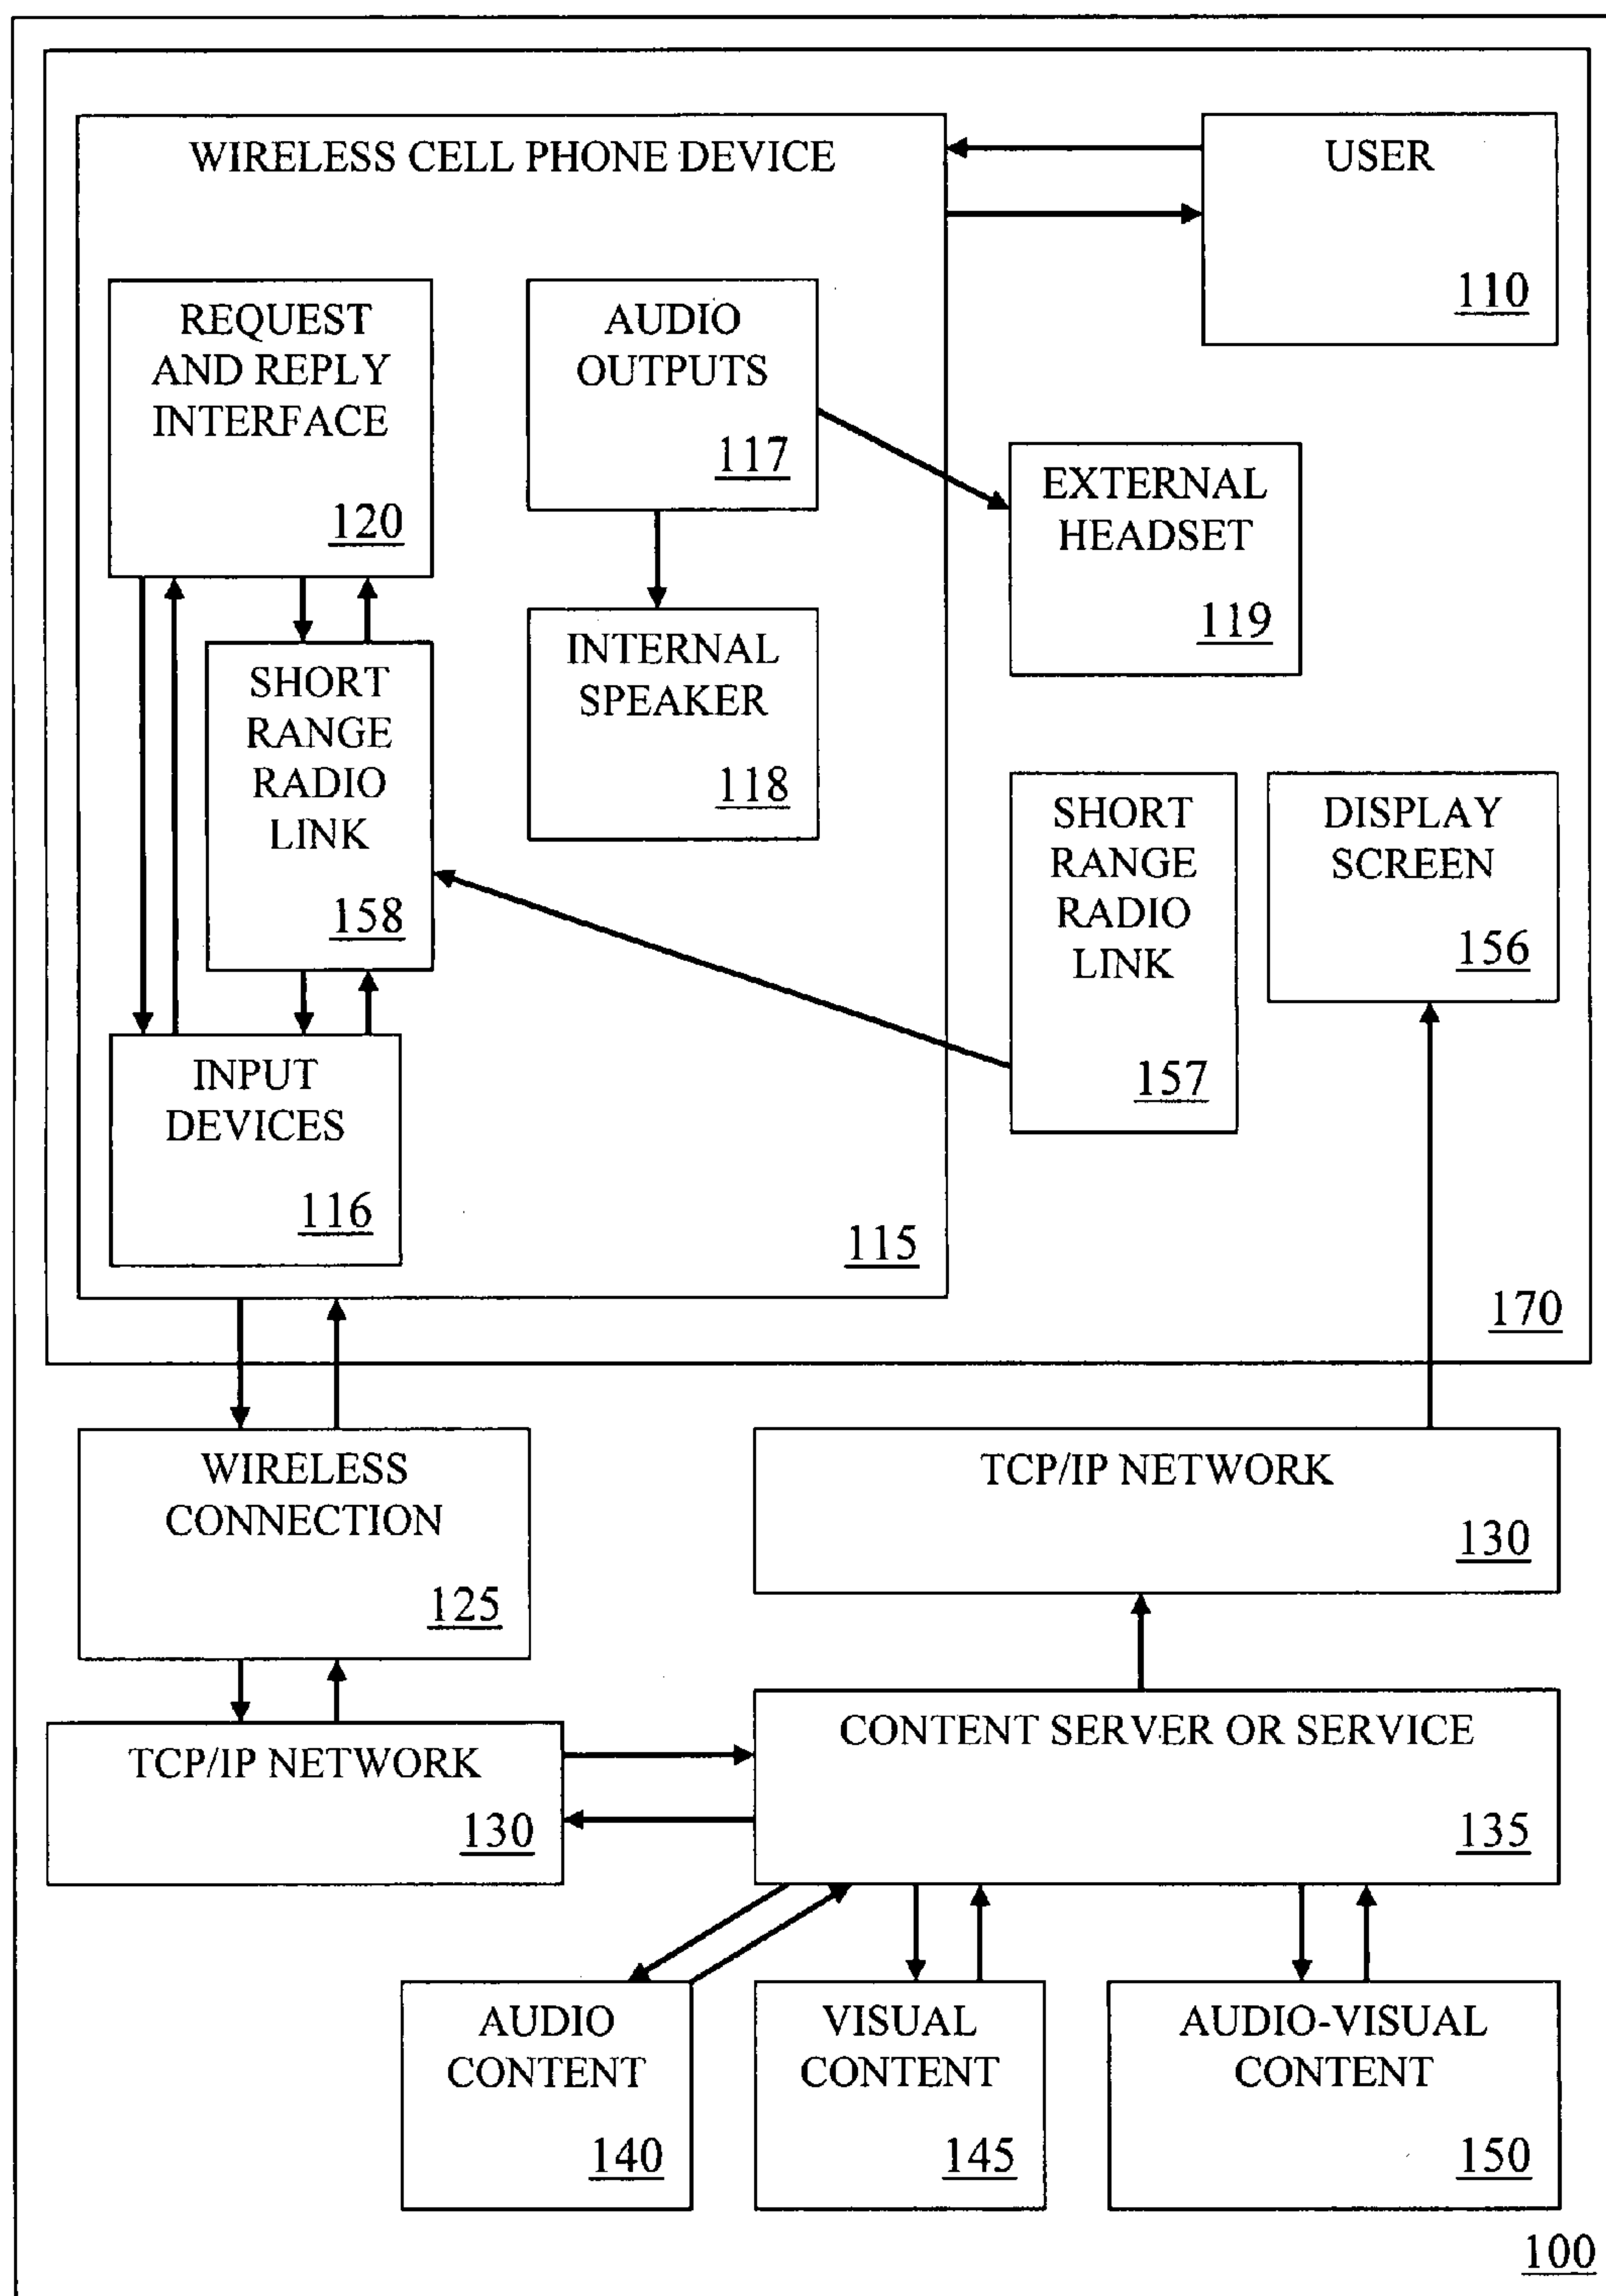 WIRELESS CELL PHONE DEVICE
USER
110
REQUEST
AND REPLY
INTERFACE
120
AUDIO
OUTPUTS
117
EXTERNAL
HEADSET
119
INTERNAL
SPEAKER
118
SHORT
RANGE
RADIO
LINK
158
SHORT
RANGE
RADIO
LINK
157
DISPLAY
SCREEN
156
INPUT
DEVICES
116
115
170
WIRELESS
CONNECTION
125
TCP/IP NETWORK
130
TCP/IP NETWORK
130
CONTENT SERVER OR SERVICE
135
AUDIO
CONTENT
140
VISUAL
CONTENT
145
AUDIO-VISUAL
CONTENT
150
100